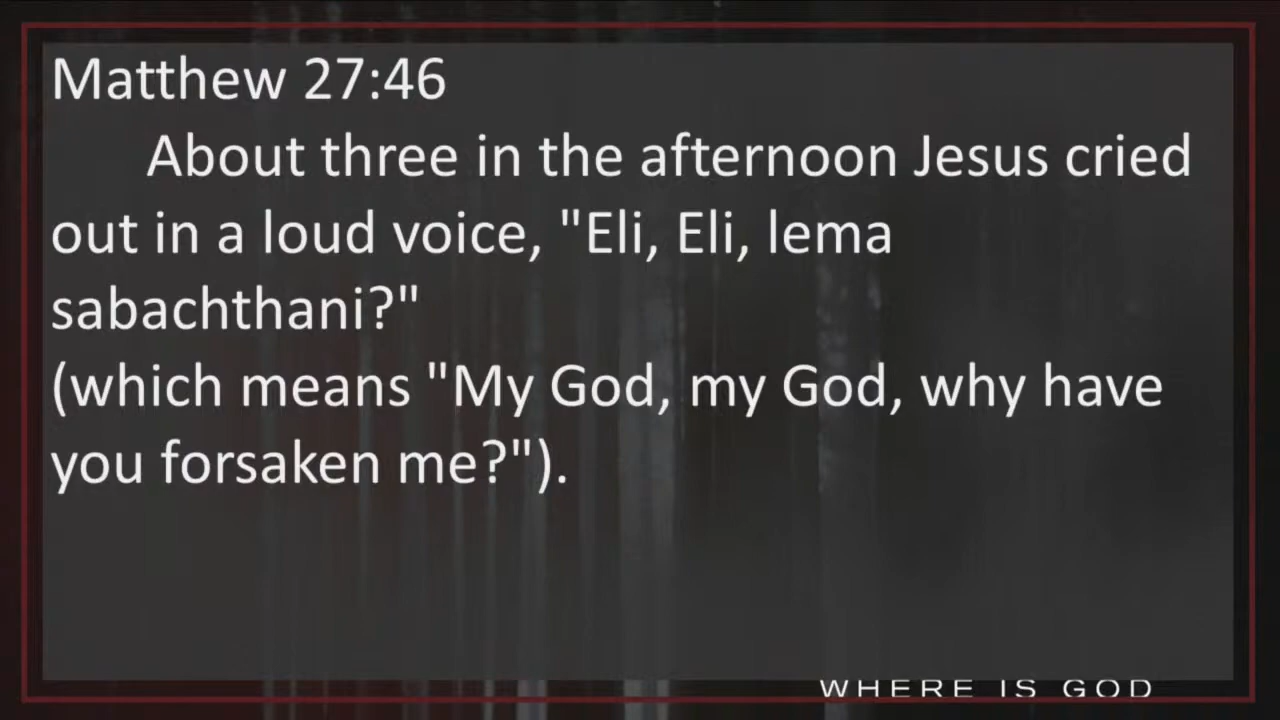 Matthew 27:46
About three in the afternoon Jesus cried
out in a loud voice, "Eli, Eli, lema
sabachthani?"
(which means "My God, my God, why have
you forsaken me?").
WHERE IS GOD